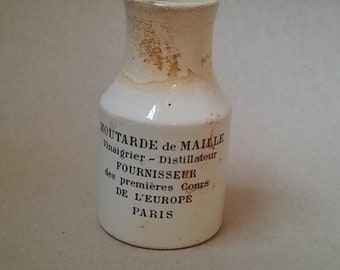 MOUTARDE de MAILLE
Vinaigrier - Distillateur
FOURNISSEUR
des premières Cours
DE L'EUROPE
PARIS